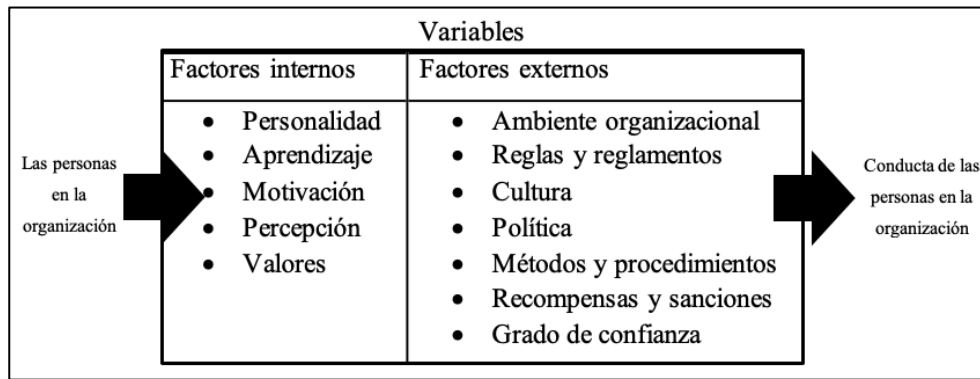 Variables
Las personas
en la
organización
Factores internos
Personalidad
Aprendizaje
Motivación
Percepción
Valores
Factores externos
Ambiente organizacional
Reglas y reglamentos
Cultura
Política
Métodos y procedimientos
Recompensas y sanciones
Grado de confianza
Conducta de las
personas en la
organización